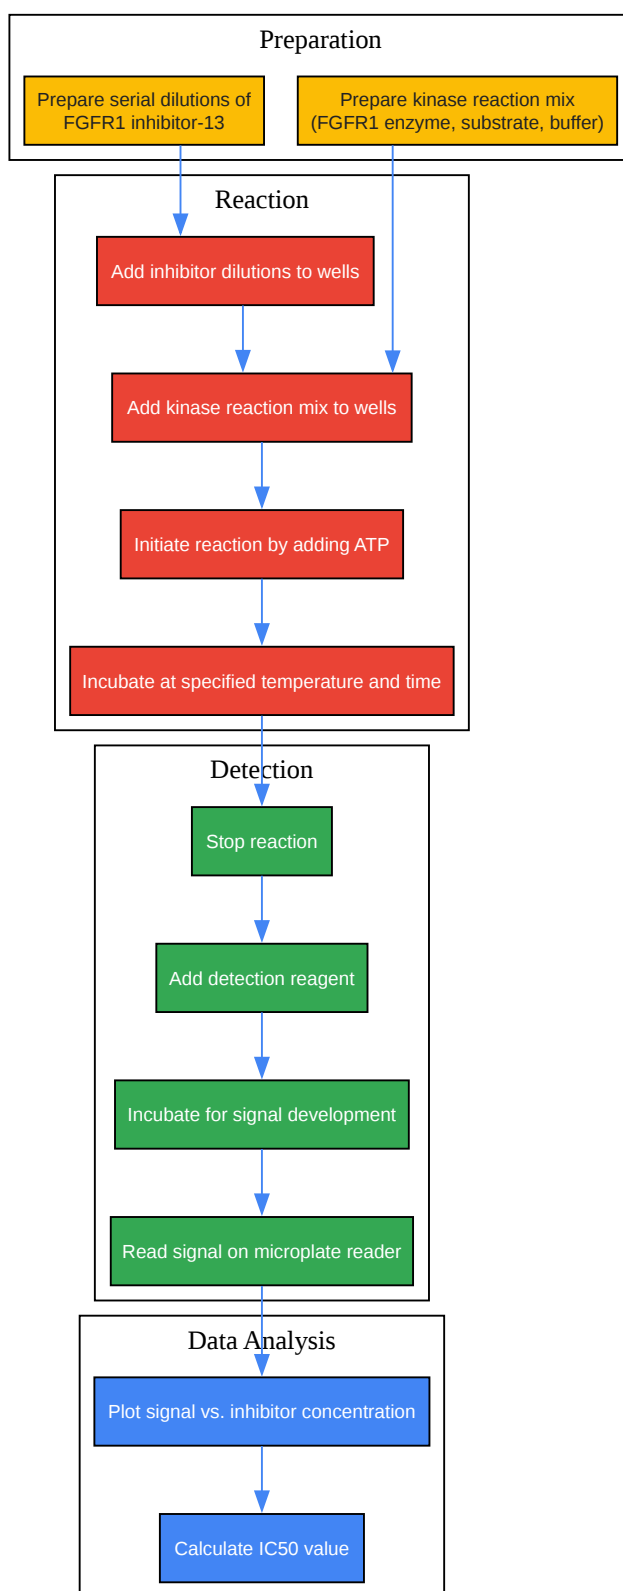 Preparation
Prepare serial dilutions of
FGFR1 inhibitor-13
Prepare kinase reaction mix
(FGFR1 enzyme, substrate, buffer)
Reaction
Add inhibitor dilutions to wells
Add kinase reaction mix to wells
Initiate reaction by adding ATP
Incubate at specified temperature and time
Detection
Stop reaction
Add detection reagent
Incubate for signal development
Read signal on microplate reader
Data Analysis
Plot signal vs. inhibitor concentration
Calculate IC50 value